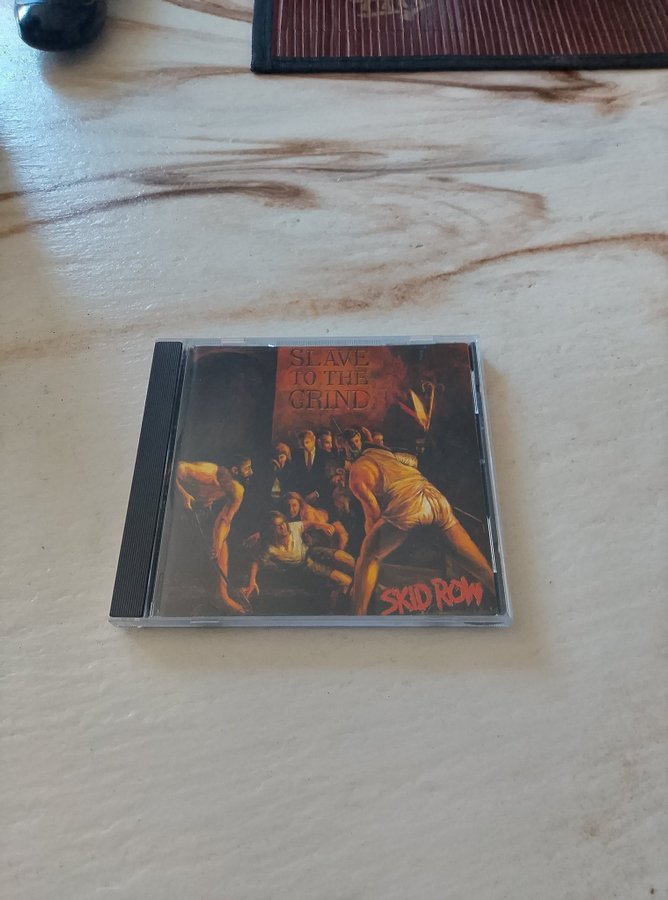 SLAVE
TO THE
GRIND
SKID ROW